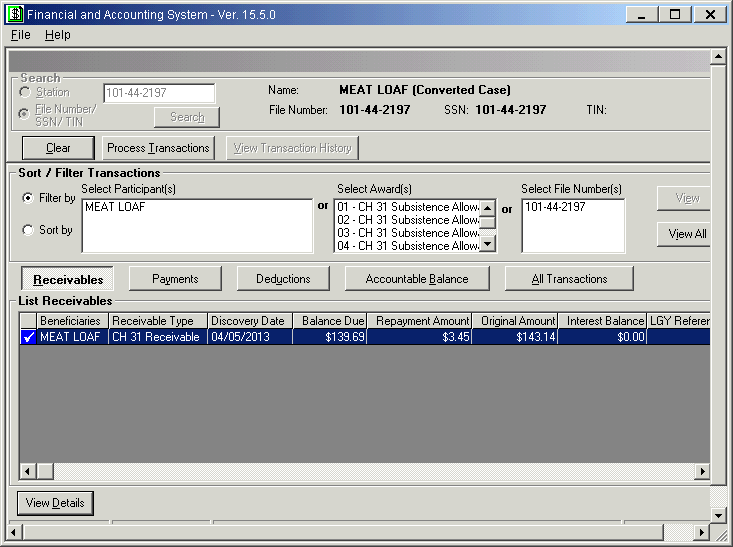 Financial and Accounting System - Ver. 15.5.0
File Help
Search
Station 101-44-2197
File Number/ SSN/ TIN
Search
Name: MEAT LOAF (Converted Case)
File Number: 101-44-2197 SSN: 101-44-2197 TIN:
Clear Process Transactions View Transaction History
Sort / Filter Transactions
Filter by
Sort by
Select Participant(s)
MEAT LOAF
or
Select Award(s)
01 - CH 31 Subsistence Allow
02 - CH 31 Subsistence Allow
03 - CH 31 Subsistence Allow
04 - CH 31 Subsistence Allow
or
Select File Number(s)
101-44-2197
View
View All
Receivables Payments Deductions Accountable Balance All Transactions
List Receivables
Beneficiaries Receivable Type Discovery Date Balance Due Repayment Amount Original Amount Interest Balance LGY Referen
MEAT LOAF CH 31 Receivable 04/05/2013 $139.69 $3.45 $143.14 $0.00
View Details